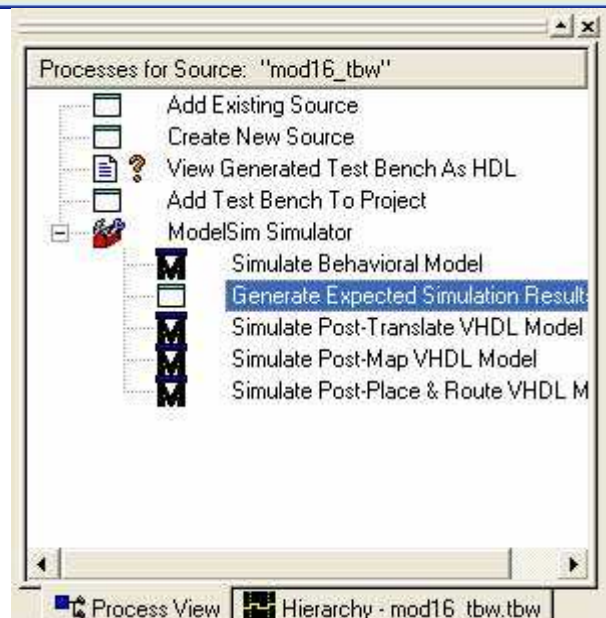 Processes for Source: "mod16_tbw"
Add Existing Source
Create New Source
View Generated Test Bench As HDL
Add Test Bench To Project
ModelSim Simulator
Simulate Behavioral Model
Generate Expected Simulation Result
Simulate Post-Translate VHDL Model
Simulate Post-Map VHDL Model
Simulate Post-Place & Route VHDL M
Process View
Hierarchy - mod16_tbw.tbw